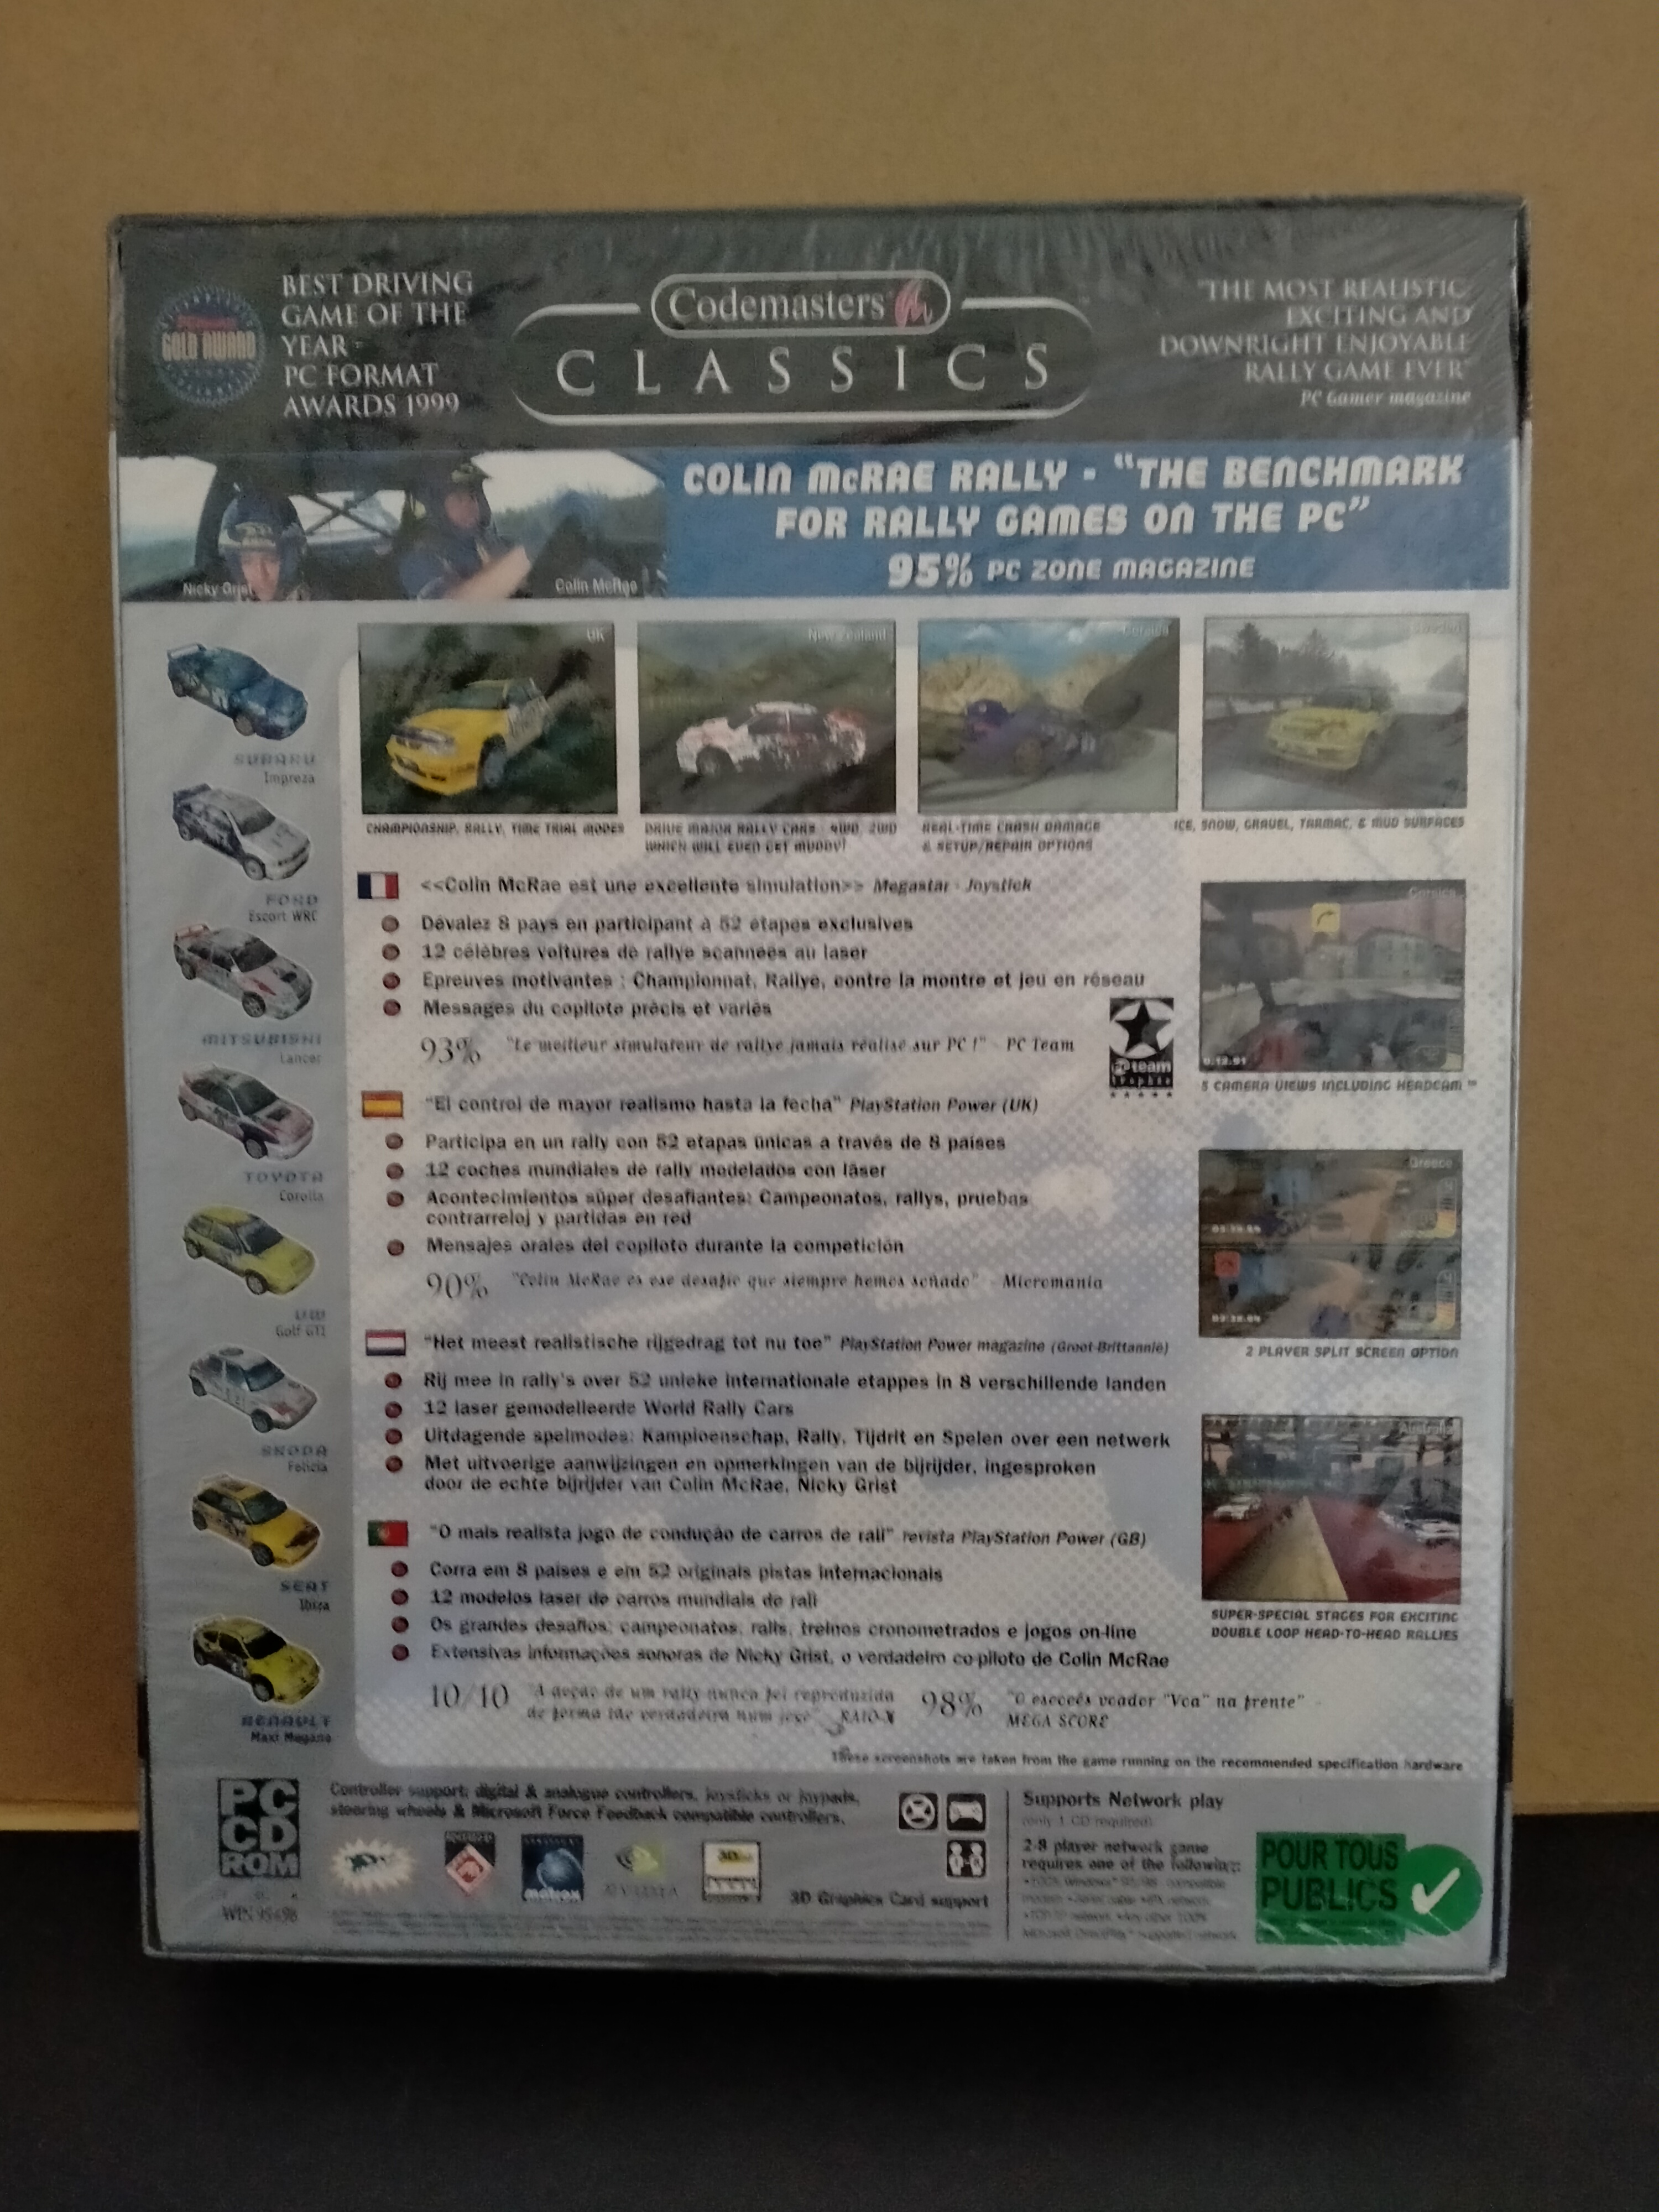 GOLD AWARD
BEST DRIVING
GAME OF THE
YEAR -
PC FORMAT
AWARDS 1999
Codemasters
CLASSICS
"THE MOST REALISTIC
EXCITING AND
DOWNRIGHT ENJOYABLE
RALLY GAME EVER"
PC Gamer magazine
Nicky Grist
Colin McRae
COLIN McRAE RALLY - "THE BENCHMARK
FOR RALLY GAMES ON THE PC"
95% PC ZONE MAGAZINE
SUBARU
Impreza
FORD
Escort WRC
MITSUBISHI
Lancer
TOYOTA
Corolla
VW
Golf GTI
SKODA
Felicia
SEAT
Ibiza
RENAULT
Maxi Megane
UK
New Zealand
Corsica
Sweden
CHAMPIONSHIP, RALLY, TIME TRIAL MODES
DRIVE MAJOR RALLY CARS - 4WD, 2WD
WHICH WILL EVEN GET MUDDY!
REAL-TIME CRASH DAMAGE
& SETUP/REPAIR OPTIONS
ICE, SNOW, GRAVEL, TARMAC, & MUD SURFACES
<<Colin McRae est une excellente simulation>> Megastar - Joystick
Dévalez 8 pays en participant à 52 étapes exclusives
12 célèbres voitures de rallye scannées au laser
Epreuves motivantes : Championnat, Rallye, contre la montre et jeu en réseau
Messages du copilote précis et variés
93% "Le meilleur simulateur de rallye jamais réalisé sur PC !" - PC Team
team
"El control de mayor realismo hasta la fecha" PlayStation Power (UK)
Participa en un rally con 52 etapas únicas a través de 8 países
12 coches mundiales de rally modelados con láser
Acontecimientos súper desafiantes: Campeonatos, rallys, pruebas
contrarreloj y partidas en red
Mensajes orales del copiloto durante la competición
90% "Colin McRae es ese desafío que siempre hemos soñado" Micromania
"Het meest realistische rijgedrag tot nu toe" PlayStation Power magazine (Groot-Brittannië)
Rij mee in rally's over 52 unieke internationale etappes in 8 verschillende landen
12 laser gemodelleerde World Rally Cars
Uitdagende spelmodes: Kampioenschap, Rally, Tijdrit en Spelen over een netwerk
Met uitvoerige aanwijzingen en opmerkingen van de bijrijder, ingesproken
door de echte bijrijder van Colin McRae, Nicky Grist
"O mais realista jogo de condução de carros de rali" revista PlayStation Power (GB)
Corra em 8 países e em 52 originais pistas internacionais
12 modelos laser de carros mundiais de rali
Os grandes desafios: campeonatos, ralis, treinos cronometrados e jogos on-line
Extensivas informações sonoras de Nicky Grist, o verdadeiro co-piloto de Colin McRae
10/10 "A acção de um rally nunca foi reproduzida
de forma tão verdadeira num jogo" RAIO-X
98% na frente" -
MEGA SCORE
Corsica
0:12.91
5 CAMERA VIEWS INCLUDING HEADCAM ™
Greece
2 PLAYER SPLIT SCREEN OPTION
Australia
SUPER-SPECIAL STAGES FOR EXCITING
DOUBLE LOOP HEAD-TO-HEAD RALLIES
These screenshots are taken from the game running on the recommended specification hardware
PC
CD
ROM
WIN 95/98
Controller support: digital & analogue controllers, joysticks or joypads,
steering wheels & Microsoft Force Feedback compatible controllers.
matrox
NVIDIA
3D Graphics Card support
Supports Network play
(only 1 CD required)
2-8 player network game
requires one of the following:
POUR TOUS
PUBLICS